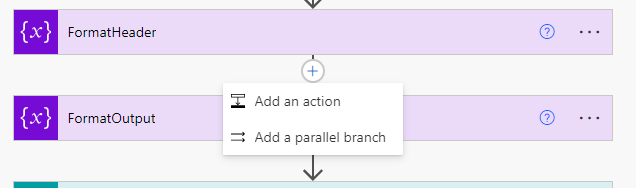 {x} FormatHeader ? ...
+
Add an action
{x} FormatOutput ? ...
Add a parallel branch